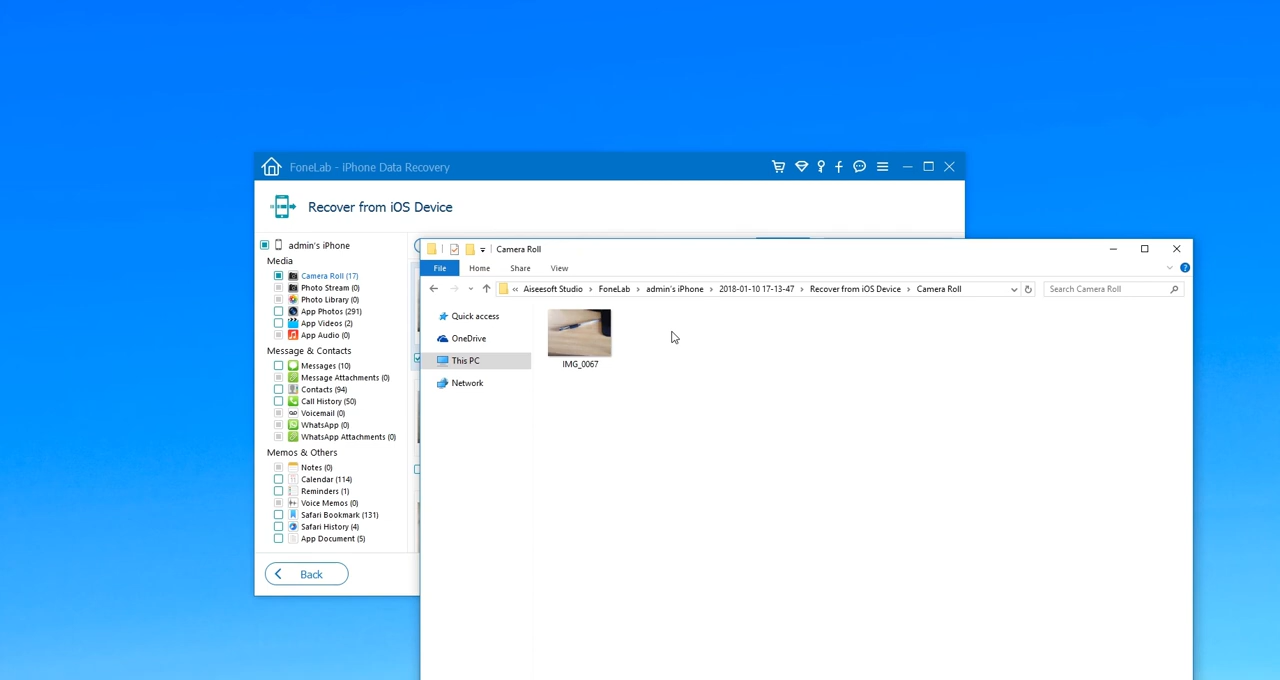 FoneLab - iPhone Data Recovery
Recover from iOS Device
admin's iPhone
Media
Camera Roll (17)
Photo Stream (0)
Photo Library (0)
App Photos (291)
App Videos (2)
App Audio (0)
Message & Contacts
Messages (10)
Message Attachments (0)
Contacts (94)
Call History (50)
Voicemail (0)
WhatsApp (0)
WhatsApp Attachments (0)
Memos & Others
Notes (0)
Calendar (114)
Reminders (1)
Voice Memos (0)
Safari Bookmark (131)
Safari History (4)
App Document (5)
Back
Camera Roll
File Home Share View
« Aiseesoft Studio › FoneLab › admin's iPhone › 2018-01-10 17-13-47 › Recover from iOS Device › Camera Roll
Search Camera Roll
Quick access
OneDrive
This PC
Network
IMG_0067